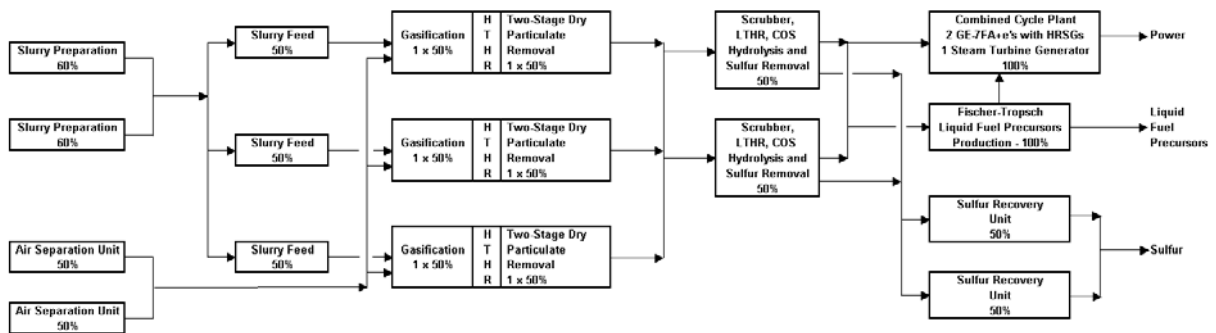 Slurry Preparation
60%
Slurry Preparation
60%
Air Separation Unit
50%
Air Separation Unit
50%
Slurry Feed
50%
Slurry Feed
50%
Slurry Feed
50%
Gasification
1 x 50%
H
T
H
R
Two-Stage Dry
Particulate
Removal
1 x 50%
Gasification
1 x 50%
H
T
H
R
Two-Stage Dry
Particulate
Removal
1 x 50%
Gasification
1 x 50%
H
T
H
R
Two-Stage Dry
Particulate
Removal
1 x 50%
Scrubber,
LTHR, COS
Hydrolysis and
Sulfur Removal
50%
Scrubber,
LTHR, COS
Hydrolysis and
Sulfur Removal
50%
Combined Cycle Plant
2 GE-7FA+e's with HRSGs
1 Steam Turbine Generator
100%
Fischer-Tropsch
Liquid Fuel Precursors
Production - 100%
Sulfur Recovery
Unit
50%
Sulfur Recovery
Unit
50%
Power
Liquid
Fuel
Precursors
Sulfur